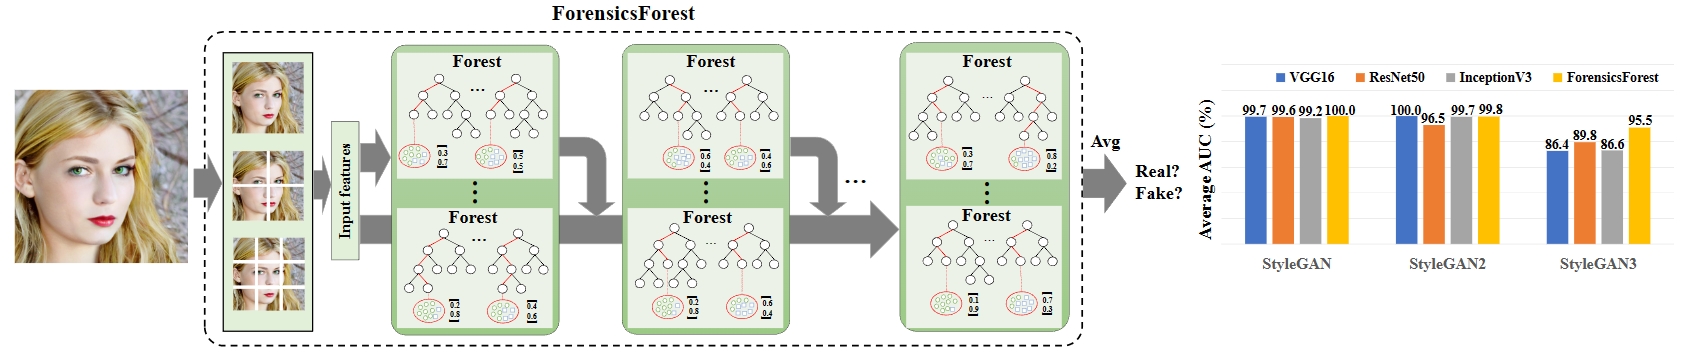 ForensicsForest
Input features
Forest
...
0.3
0.7
0.5
0.5
Forest
...
0.2
0.8
0.4
0.6
Forest
...
0.6
0.4
0.4
0.6
Forest
...
0.2
0.8
0.6
0.4
...
Forest
...
0.3
0.7
0.8
0.2
Forest
...
0.1
0.9
0.7
0.3
Avg
Real?
Fake?
VGG16 ResNet50 InceptionV3 ForensicsForest
Average AUC (%)
99.7 99.6 99.2 100.0 100.0 96.5 99.7 99.8 86.4 89.8 86.6 95.5
StyleGAN StyleGAN2 StyleGAN3